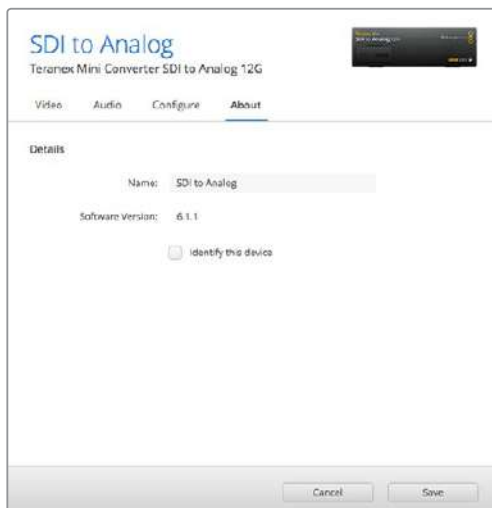 SDI to Analog
Teranex Mini Converter SDI to Analog 12G
Video Audio Configure About
Details
Name: SDI to Analog
Software Version: 6.1.1
Identify this device
Cancel Save